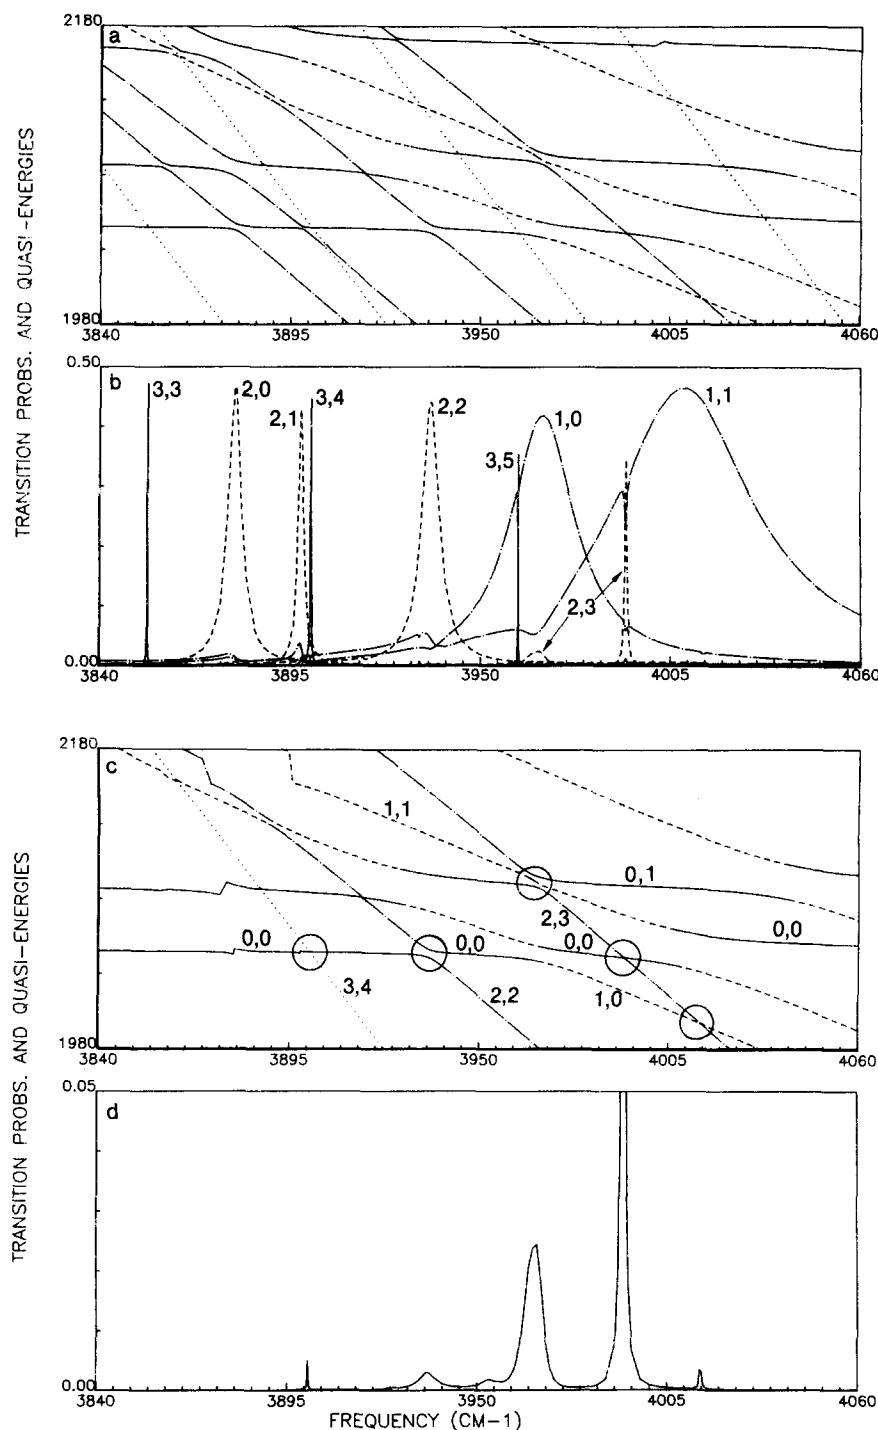 TRANSITION PROBS. AND QUASI-ENERGIES
2180
a
1980
3840 3895 3950 4005 4060
0.50
b
3,3 2,0 2,1 3,4 2,2 3,5 1,0 1,1
2,3
0.00
3840 3895 3950 4005 4060
TRANSITION PROBS. AND QUASI-ENERGIES
2180
c
1,1
0,1
2,3
0,0 0,0 0,0 0,0
3,4 2,2 1,0
1980
3840 3895 3950 4005 4060
0.05
d
0.00
3840 3895 3950 4005 4060
FREQUENCY (CM-1)